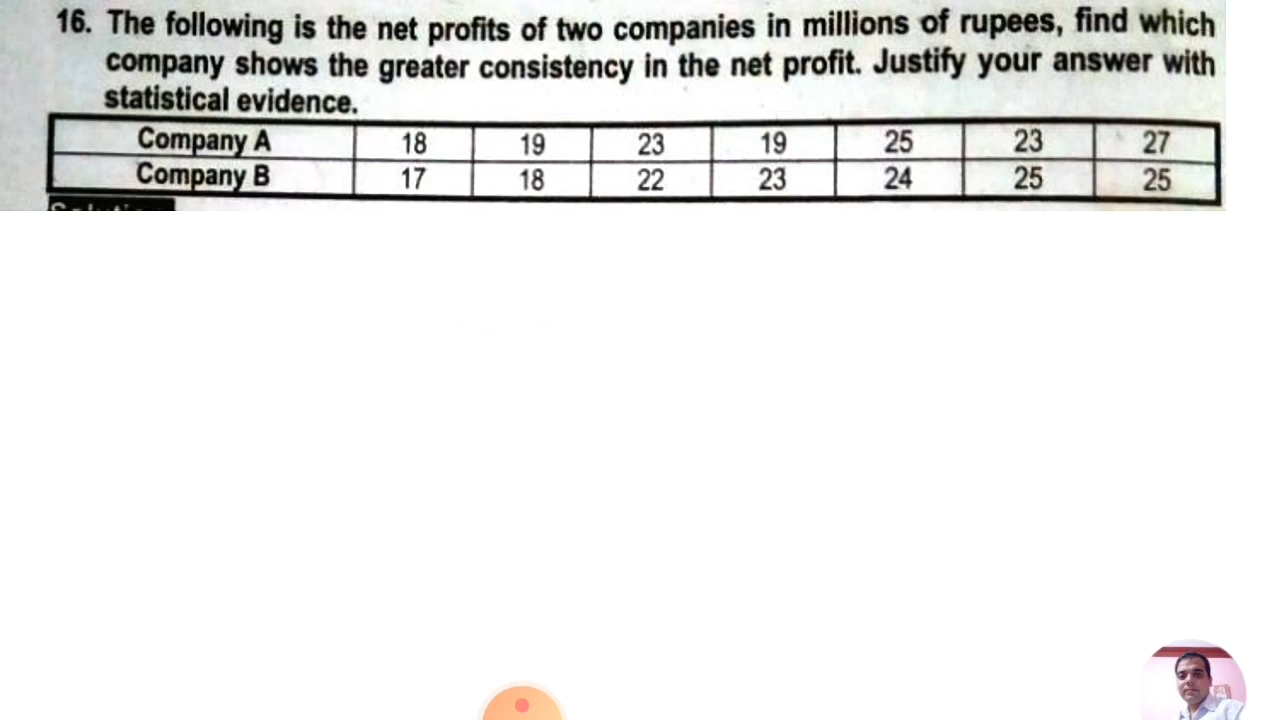 16. The following is the net profits of two companies in millions of rupees, find which
company shows the greater consistency in the net profit. Justify your answer with
statistical evidence.
Company A 18 19 23 19 25 23 27
Company B 17 18 22 23 24 25 25